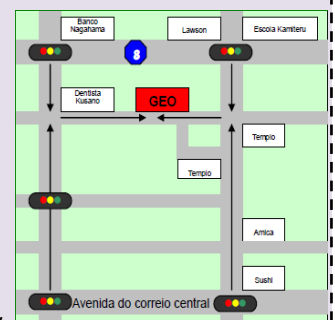 Banco
Nagahama
Lawson
Escola Kamiteru
8
Dentista
Kusano
GEO
Templo
Templo
Amica
Sushi
Avenida do correio central